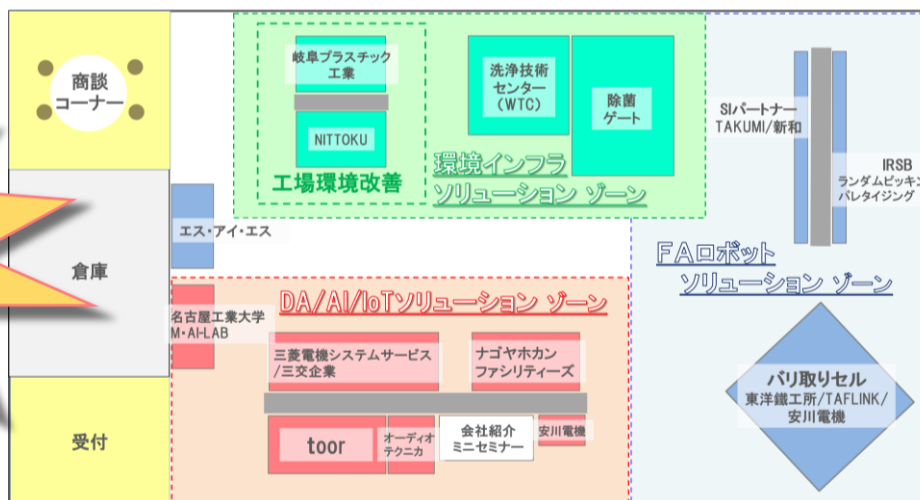 商談
コーナー
倉庫
受付
エス・アイ・エス
名古屋工業大学
M・AI-LAB
岐阜プラスチック
工業
NITTOKU
工場環境改善
洗浄技術
センター
(WTC)
除菌
ゲート
環境インフラ
ソリューション ゾーン
DA/AI/IoTソリューション ゾーン
三菱電機システムサービス
/三交企業
ナゴヤホカン
ファシリティーズ
toor
オーディオ
テクニカ
会社紹介
ミニセミナー
安川電機
SIパートナー
TAKUMI/新和
IRSB
ランダムピッキン
パレタイジング
FAロボット
ソリューション ゾーン
バリ取りセル
東洋鐵工所/TAFLINK/
安川電機